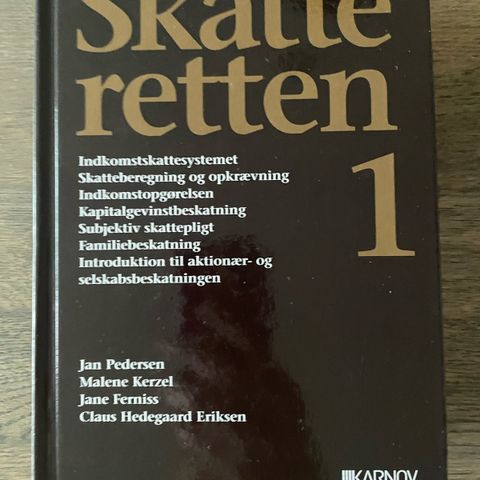 Skatte
retten
1
Indkomstskattesystemet
Skatteberegning og opkrævning
Indkomstopgørelsen
Kapitalgevinstbeskatning
Subjektiv skattepligt
Familiebeskatning
Introduktion til aktionær- og
selskabsbeskatningen
Jan Pedersen
Malene Kerzel
Jane Ferniss
Claus Hedegaard Eriksen
KARNOV